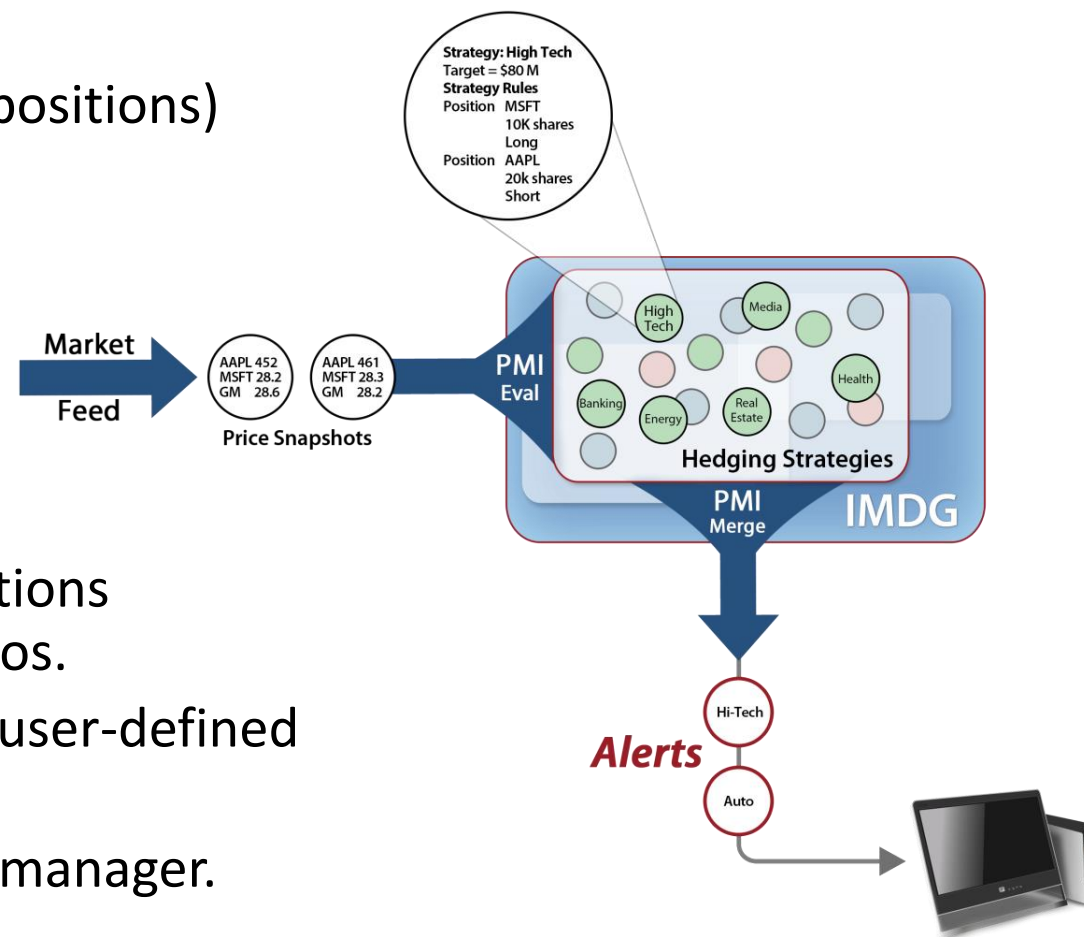 positions)
Strategy: High Tech
Target = $80 M
Strategy Rules
Position MSFT
10K shares
Long
Position AAPL
20k shares
Short
Market
Feed
AAPL 452
MSFT 28.2
GM 28.6
AAPL 461
MSFT 28.3
GM 28.2
Price Snapshots
PMI
Eval
High
Tech
Media
Health
Banking
Energy
Real
Estate
Hedging Strategies
PMI
Merge
IMDG
tions
os.
user-defined
manager.
Hi-Tech
Alerts
Auto